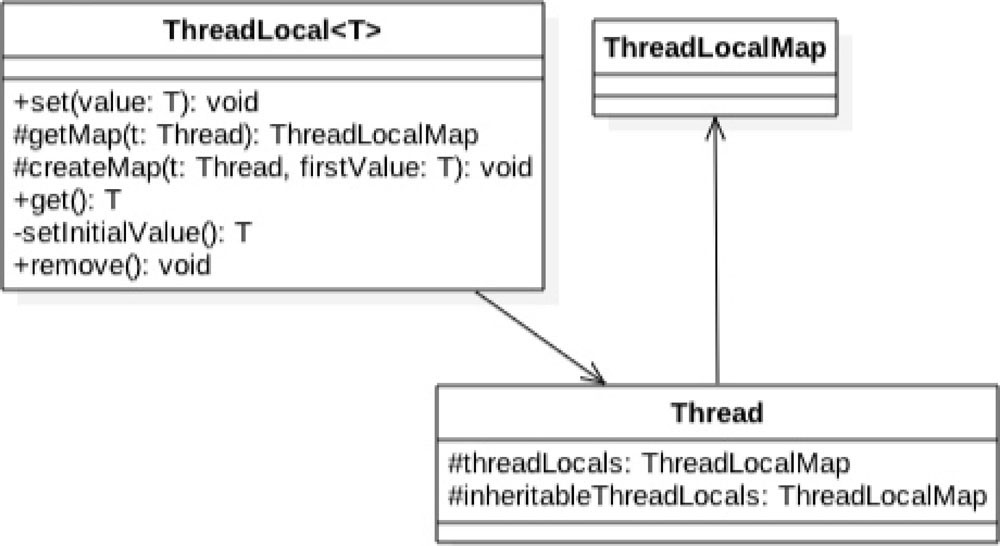 ThreadLocal<T>
+set(value: T): void
#getMap(t: Thread): ThreadLocalMap
#createMap(t: Thread, firstValue: T): void
+get(): T
-setInitialValue(): T
+remove(): void
ThreadLocalMap
Thread
#threadLocals: ThreadLocalMap
#inheritableThreadLocals: ThreadLocalMap